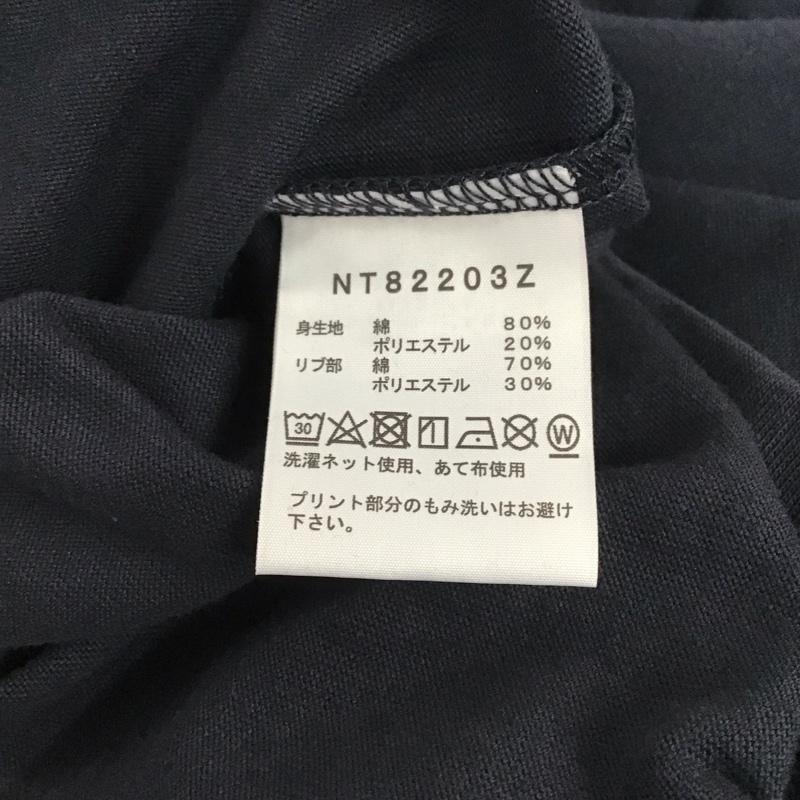 NT82203Z
身生地 綿 80%
ポリエステル 20%
リブ部 綿 70%
ポリエステル 30%
30 W
洗濯ネット使用、あて布使用
プリント部分のもみ洗いはお避け
下さい。